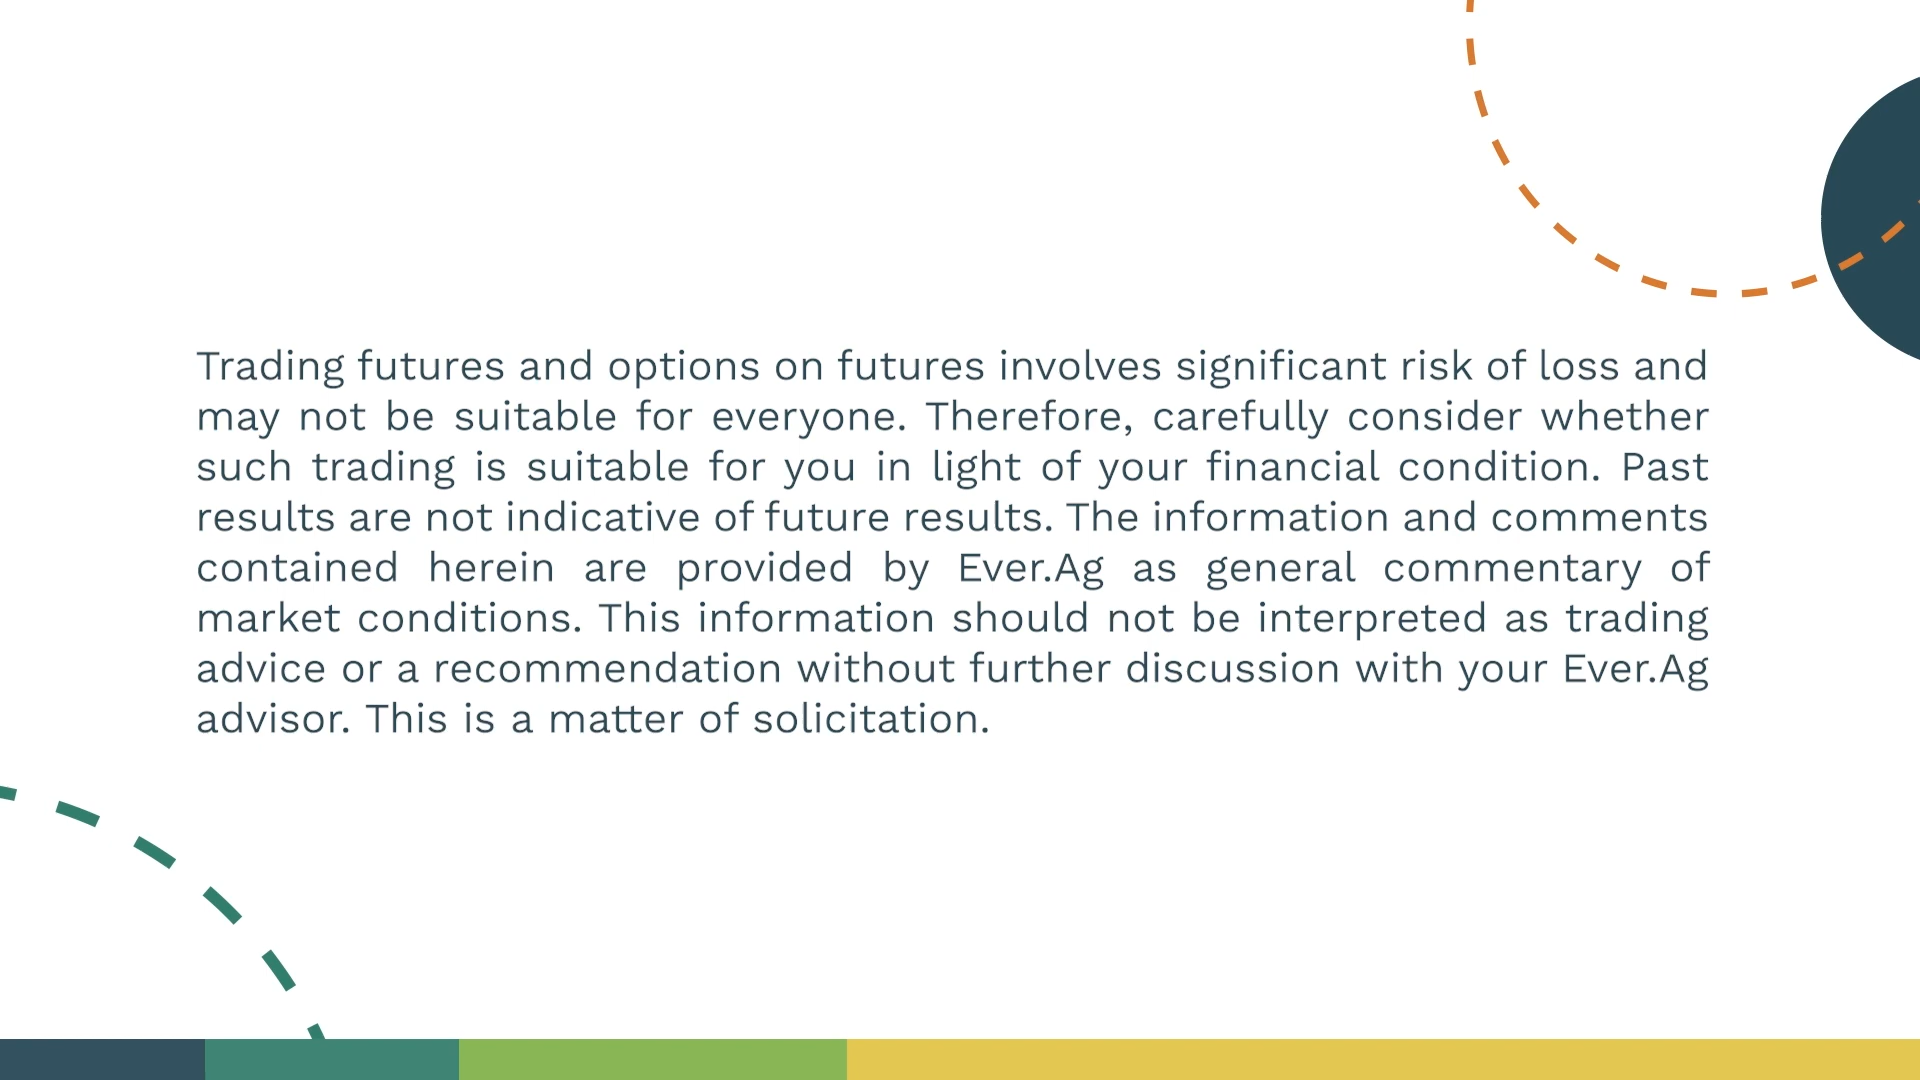 Trading futures and options on futures involves significant risk of loss and
may not be suitable for everyone. Therefore, carefully consider whether
such trading is suitable for you in light of your financial condition. Past
results are not indicative of future results. The information and comments
contained herein are provided by Ever.Ag as general commentary of
market conditions. This information should not be interpreted as trading
advice or a recommendation without further discussion with your Ever.Ag
advisor. This is a matter of solicitation.